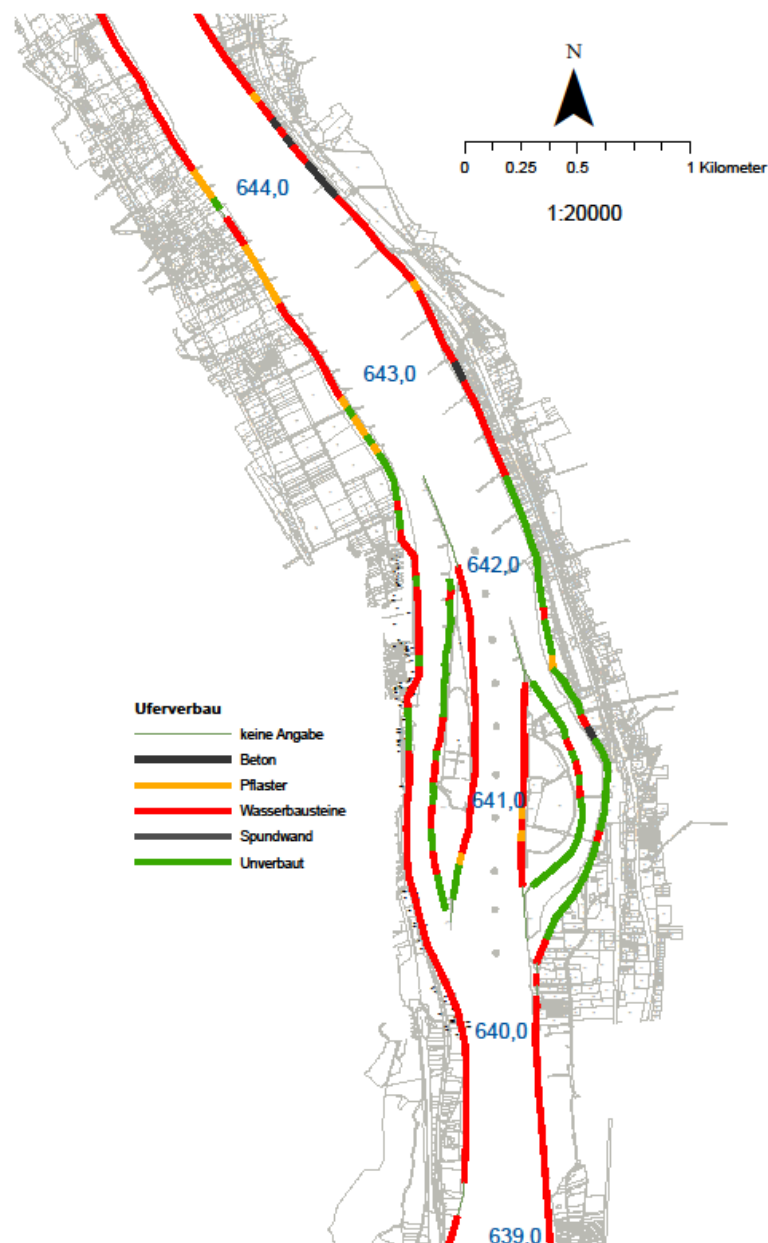 N
0 0.25 0.5 1 Kilometer
1:20000
644,0
643,0
642,0
Uferverbau
keine Angabe
Beton
Pflaster
Wasserbausteine
Spundwand
Unverbaut
641,0
640,0
639,0